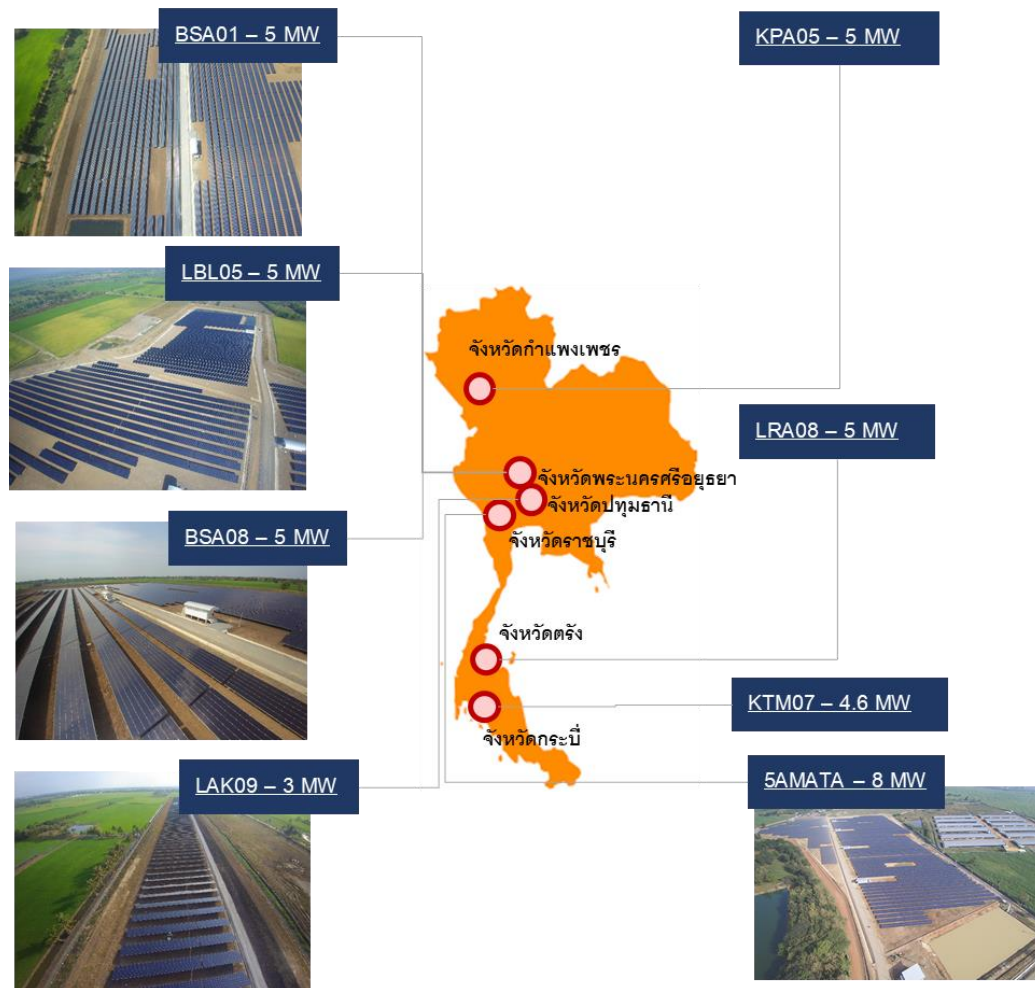 BSA01 – 5 MW
KPA05 – 5 MW
LBL05 – 5 MW
จังหวัดกำแพงเพชร
LRA08 – 5 MW
จังหวัดพระนครศรีอยุธยา
จังหวัดปทุมธานี
จังหวัดราชบุรี
BSA08 – 5 MW
จังหวัดตรัง
KTM07 – 4.6 MW
จังหวัดกระบี่
LAK09 – 3 MW
5AMATA – 8 MW